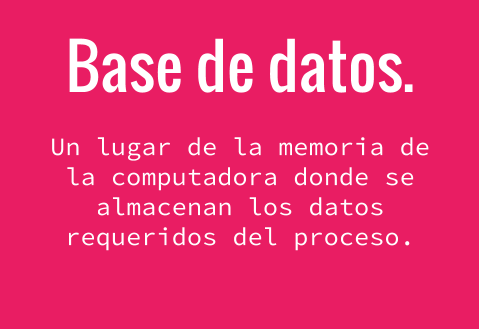 Base de datos.
Un lugar de la memoria de
la computadora donde se
almacenan los datos
requeridos del proceso.